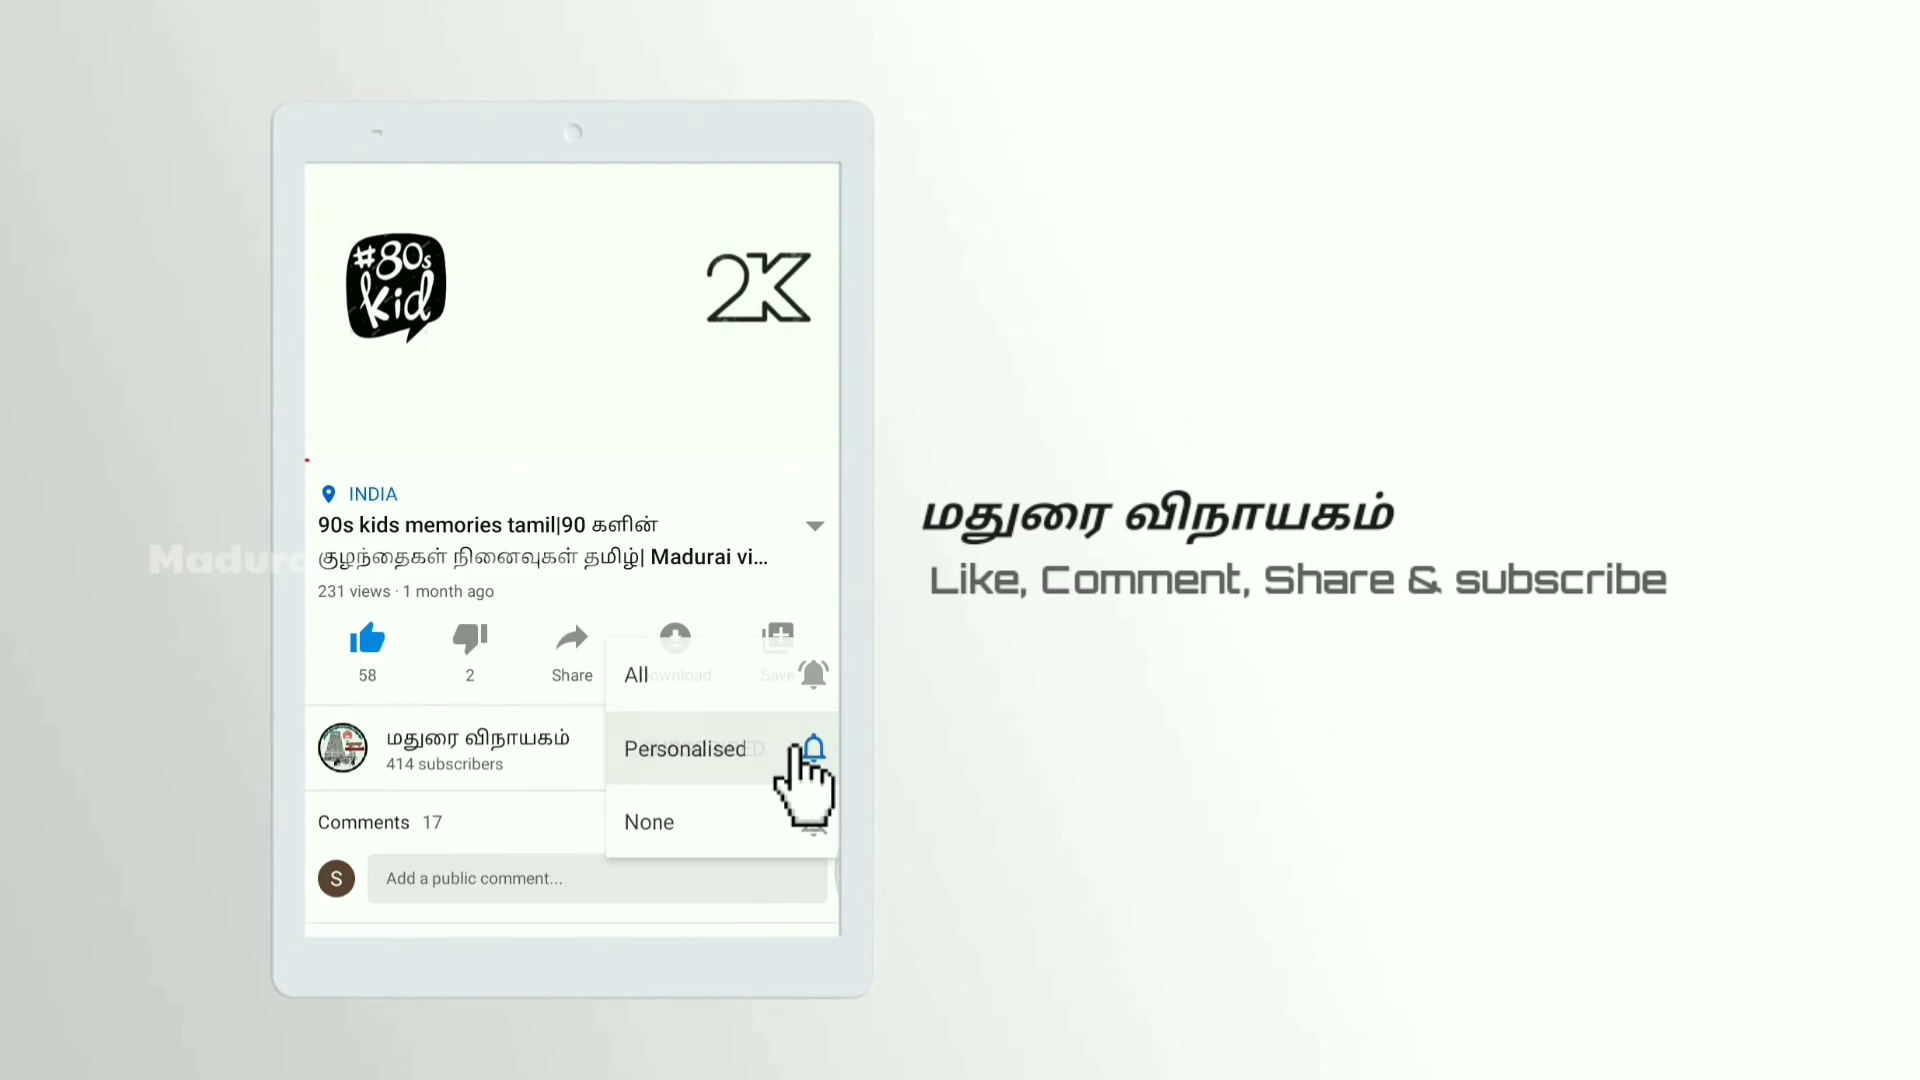 #80s
kid
2K
INDIA
90s kids memories tamil|90 களின்
குழந்தைகள் நினைவுகள் தமிழ்| Madurai vi...
231 views · 1 month ago
58
2
Share
All
ownload
Save
மதுரை விநாயகம்
414 subscribers
Personalised
Comments 17
None
S
Add a public comment...
மதுரை விநாயகம்
Like, Comment, Share & subscribe